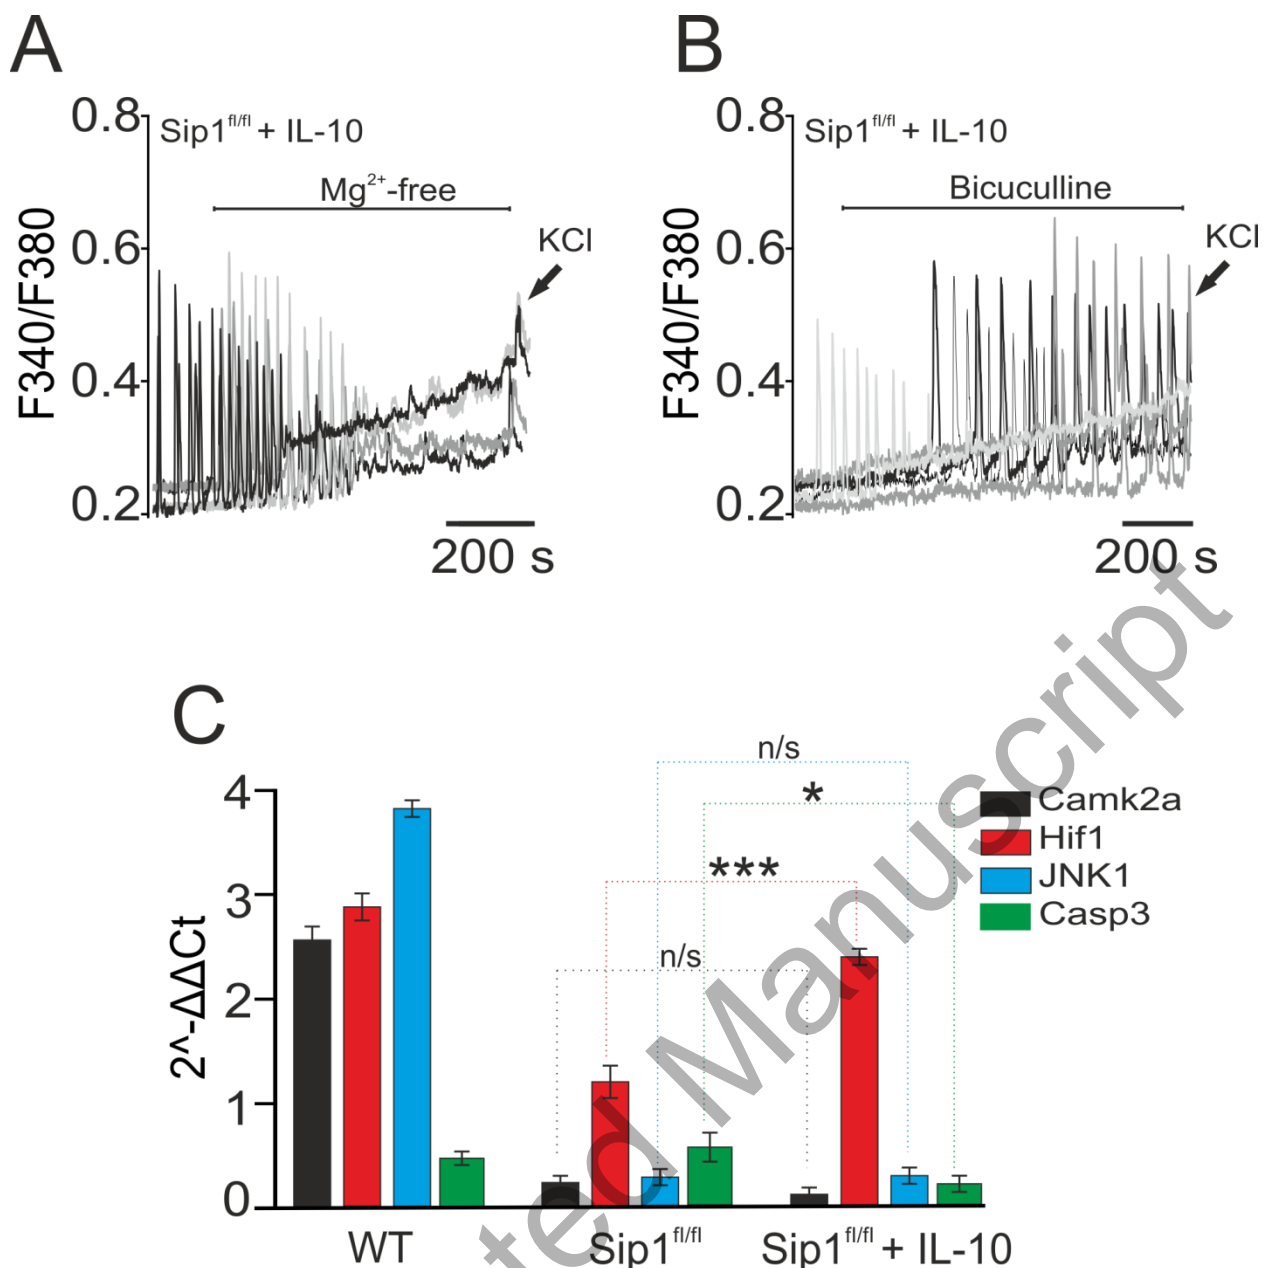 A
B
0.8
Sip1fl/fl + IL-10
Mg2+-free
0.6
KCl
F340/F380
0.4
0.2
200 s
0.8
Sip1fl/fl + IL-10
Bicuculline
0.6
KCl
F340/F380
0.4
0.2
200 s
C
n/s
4
*
Camk2a
Hif1
JNK1
Casp3
3
***
n/s
2^-ΔΔCt
2
1
0
WT
Sip1fl/fl
Sip1fl/fl + IL-10
ted Manuscript